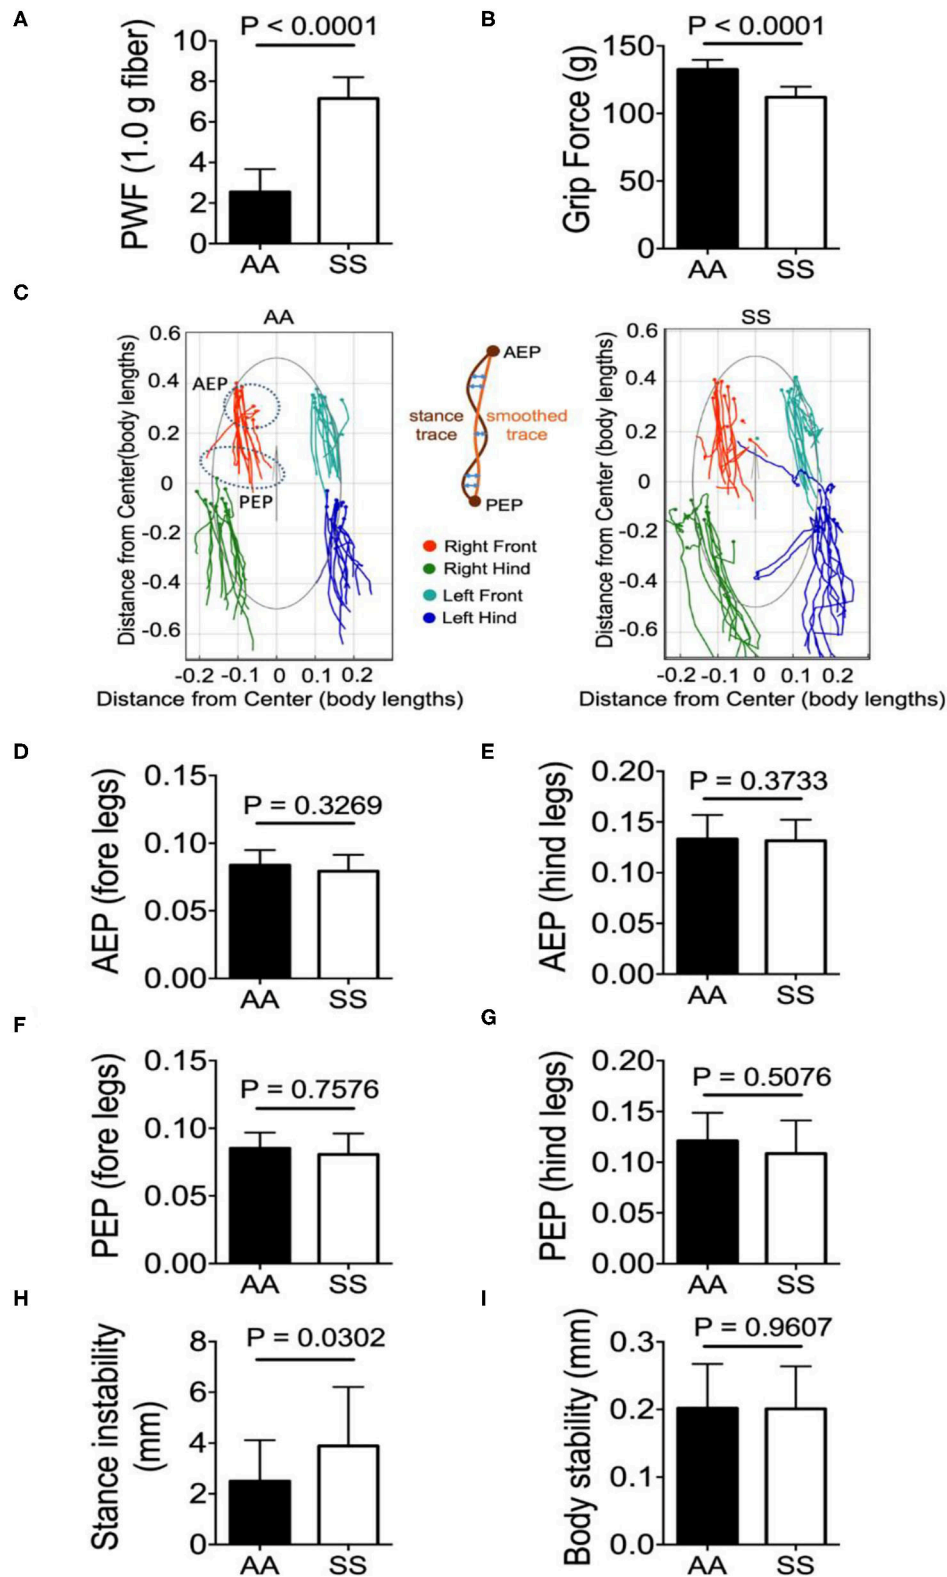 A
P < 0.0001
PWF (1.0 g fiber)
10
8
6
4
2
0
AA
SS
B
P < 0.0001
Grip Force (g)
150
100
50
0
AA
SS
C
AA
Distance from Center(body lengths)
0.6
0.4
0.2
0
-0.2
-0.4
-0.6
AEP
PEP
-0.2 -0.1 0 0.1 0.2
Distance from Center (body lengths)
AEP
stance
trace
smoothed
trace
PEP
Right Front
Right Hind
Left Front
Left Hind
SS
Distance from Center (body lengths)
0.6
0.4
0.2
0
-0.2
-0.4
-0.6
-0.2 -0.1 0 0.1 0.2
Distance from Center (body lengths)
D
P = 0.3269
AEP (fore legs)
0.15
0.10
0.05
0.00
AA
SS
E
P = 0.3733
AEP (hind legs)
0.20
0.15
0.10
0.05
0.00
AA
SS
F
P = 0.7576
PEP (fore legs)
0.15
0.10
0.05
0.00
AA
SS
G
P = 0.5076
PEP (hind legs)
0.20
0.15
0.10
0.05
0.00
AA
SS
H
P = 0.0302
Stance instability
(mm)
8
6
4
2
0
AA
SS
I
P = 0.9607
Body stability (mm)
0.3
0.2
0.1
0.0
AA
SS